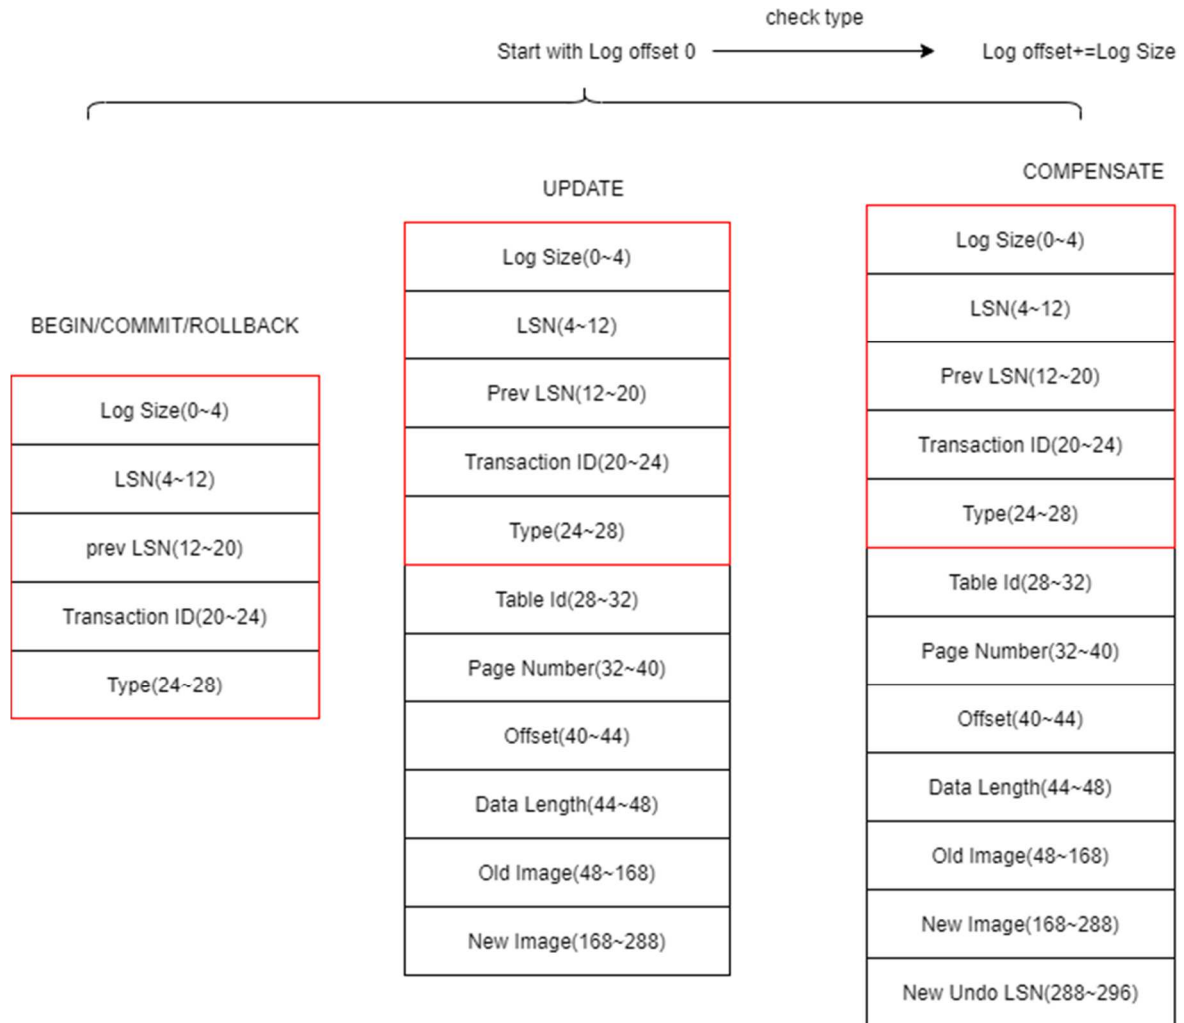 check type
Start with Log offset 0
Log offset+=Log Size
BEGIN/COMMIT/ROLLBACK
Log Size(0~4)
LSN(4~12)
prev LSN(12~20)
Transaction ID(20~24)
Type(24~28)
UPDATE
Log Size(0~4)
LSN(4~12)
Prev LSN(12~20)
Transaction ID(20~24)
Type(24~28)
Table Id(28~32)
Page Number(32~40)
Offset(40~44)
Data Length(44~48)
Old Image(48~168)
New Image(168~288)
COMPENSATE
Log Size(0~4)
LSN(4~12)
Prev LSN(12~20)
Transaction ID(20~24)
Type(24~28)
Table Id(28~32)
Page Number(32~40)
Offset(40~44)
Data Length(44~48)
Old Image(48~168)
New Image(168~288)
New Undo LSN(288~296)